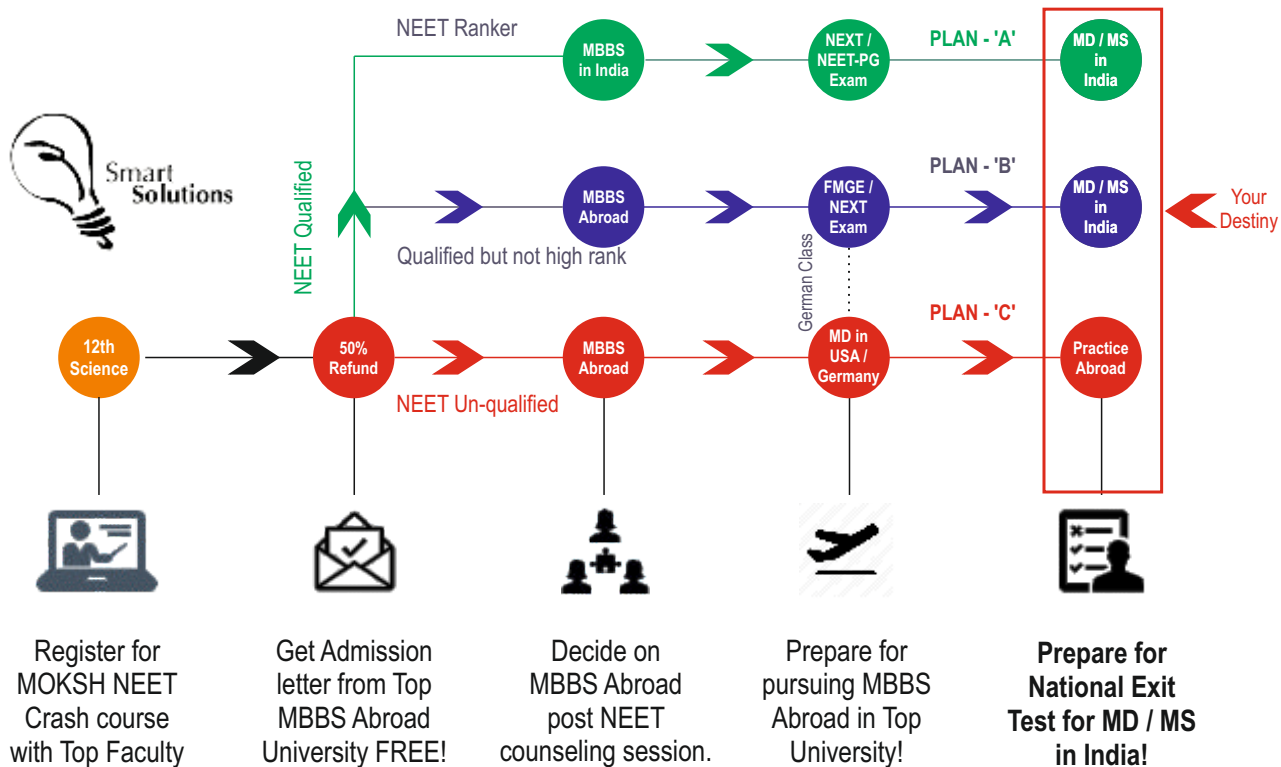 NEET Ranker
MBBS
in India
NEXT /
NEET-PG
Exam
PLAN - 'A'
MD / MS
in
India
Smart
Solutions
NEET Qualified
MBBS
Abroad
Qualified but not high rank
FMGE /
NEXT
Exam
PLAN - 'B'
MD / MS
in
India
Your
Destiny
German Class
12th
Science
50%
Refund
NEET Un-qualified
MBBS
Abroad
MD in
USA /
Germany
PLAN - 'C'
Practice
Abroad
Register for
MOKSH NEET
Crash course
with Top Faculty
Get Admission
letter from Top
MBBS Abroad
University FREE!
Decide on
MBBS Abroad
post NEET
counseling session.
Prepare for
pursuing MBBS
Abroad in Top
University!
Prepare for
National Exit
Test for MD / MS
in India!